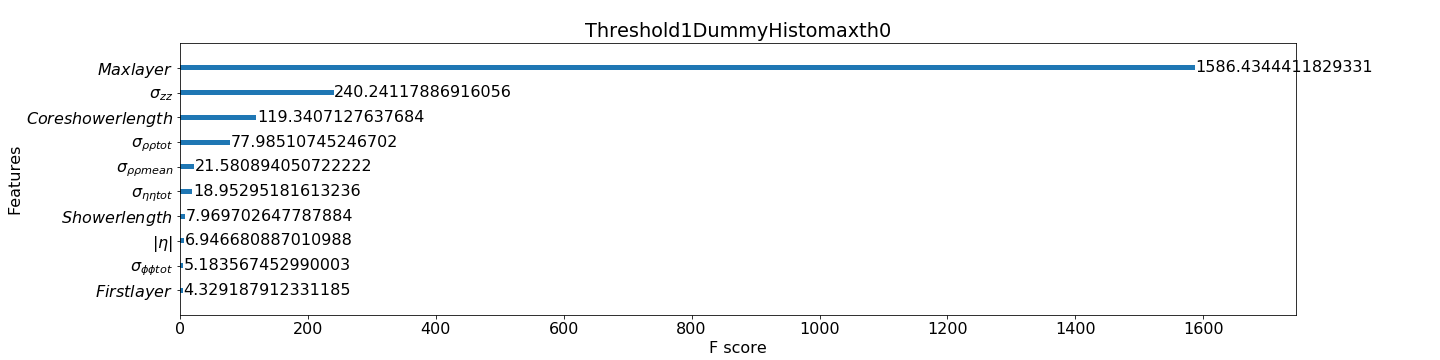 Threshold1DummyHistomaxth0
Maxlayer 1586.4344411829331
σzz 240.24117886916056
Coreshowerlength 119.3407127637684
σρρtot 77.98510745246702
σρρmean 21.580894050722222
σηηtot 18.95295181613236
Showerlength 7.969702647787884
|η| 6.946680887010988
σϕϕtot 5.183567452990003
Firstlayer 4.329187912331185
Features
0 200 400 600 800 1000 1200 1400 1600
F score